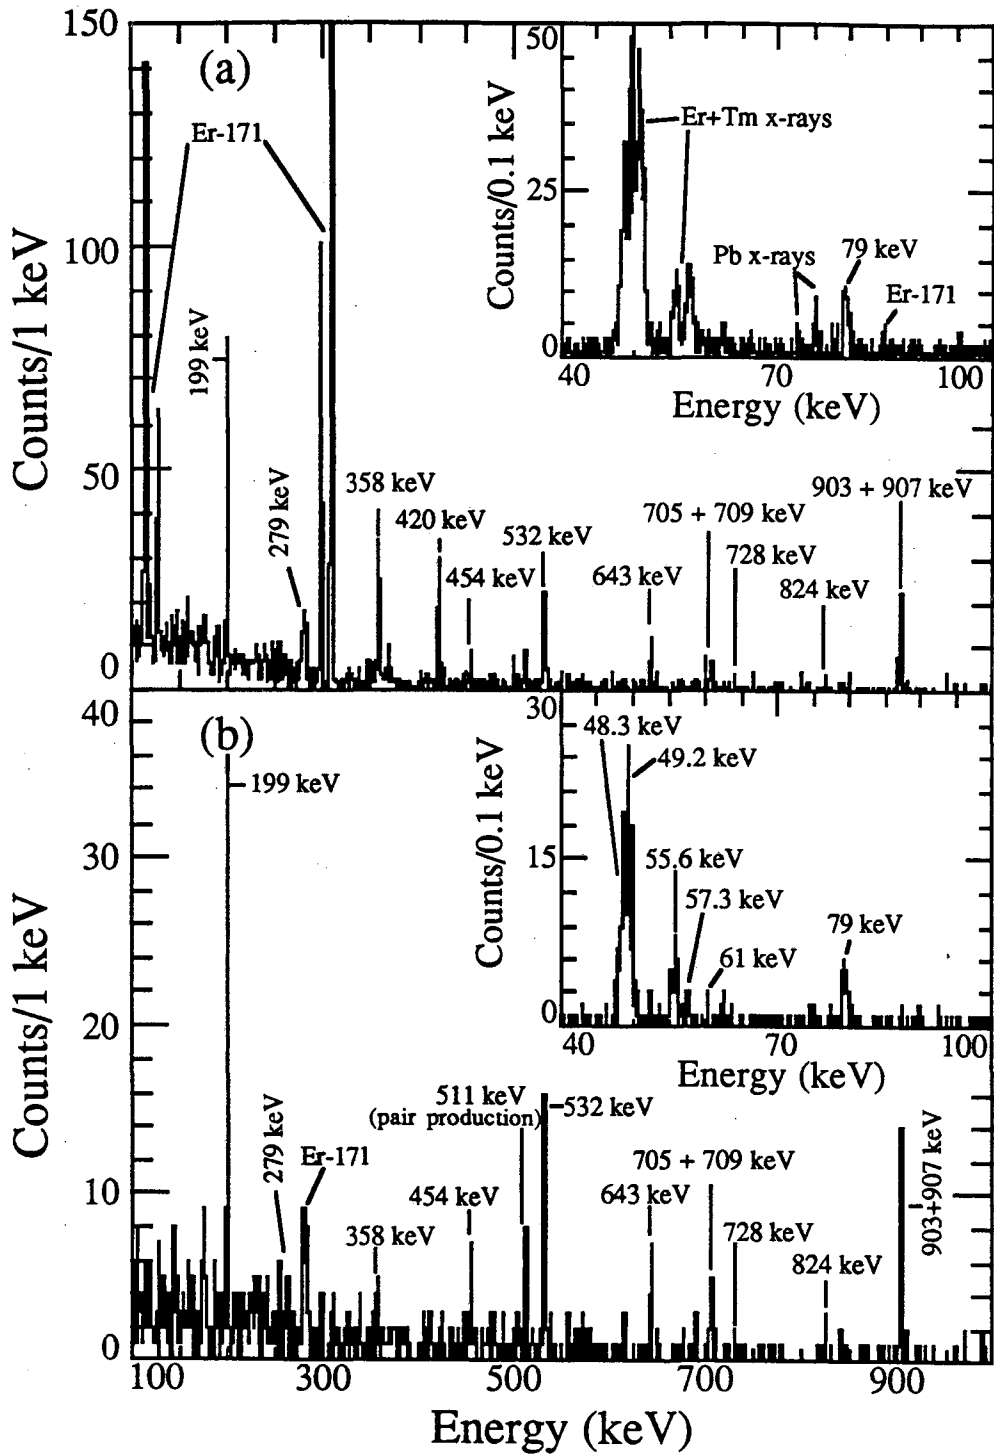 150
(a)
Er-171
100
199 keV
50
279 keV
358 keV
420 keV
454 keV
532 keV
643 keV
705 + 709 keV
728 keV
824 keV
903 + 907 keV
0
Counts/1 keV
50
Er+Tm x-rays
25
Pb x-rays
79 keV
Er-171
0
40
70
100
Counts/0.1 keV
Energy (keV)
40
(b)
199 keV
30
20
511 keV
(pair production)
532 keV
279 keV
Er-171
10
358 keV
454 keV
643 keV
705 + 709 keV
728 keV
824 keV
903+907 keV
0
Counts/1 keV
30
48.3 keV
49.2 keV
15
55.6 keV
57.3 keV
61 keV
79 keV
0
40
70
100
Counts/0.1 keV
Energy (keV)
100
300
500
700
900
Energy (keV)